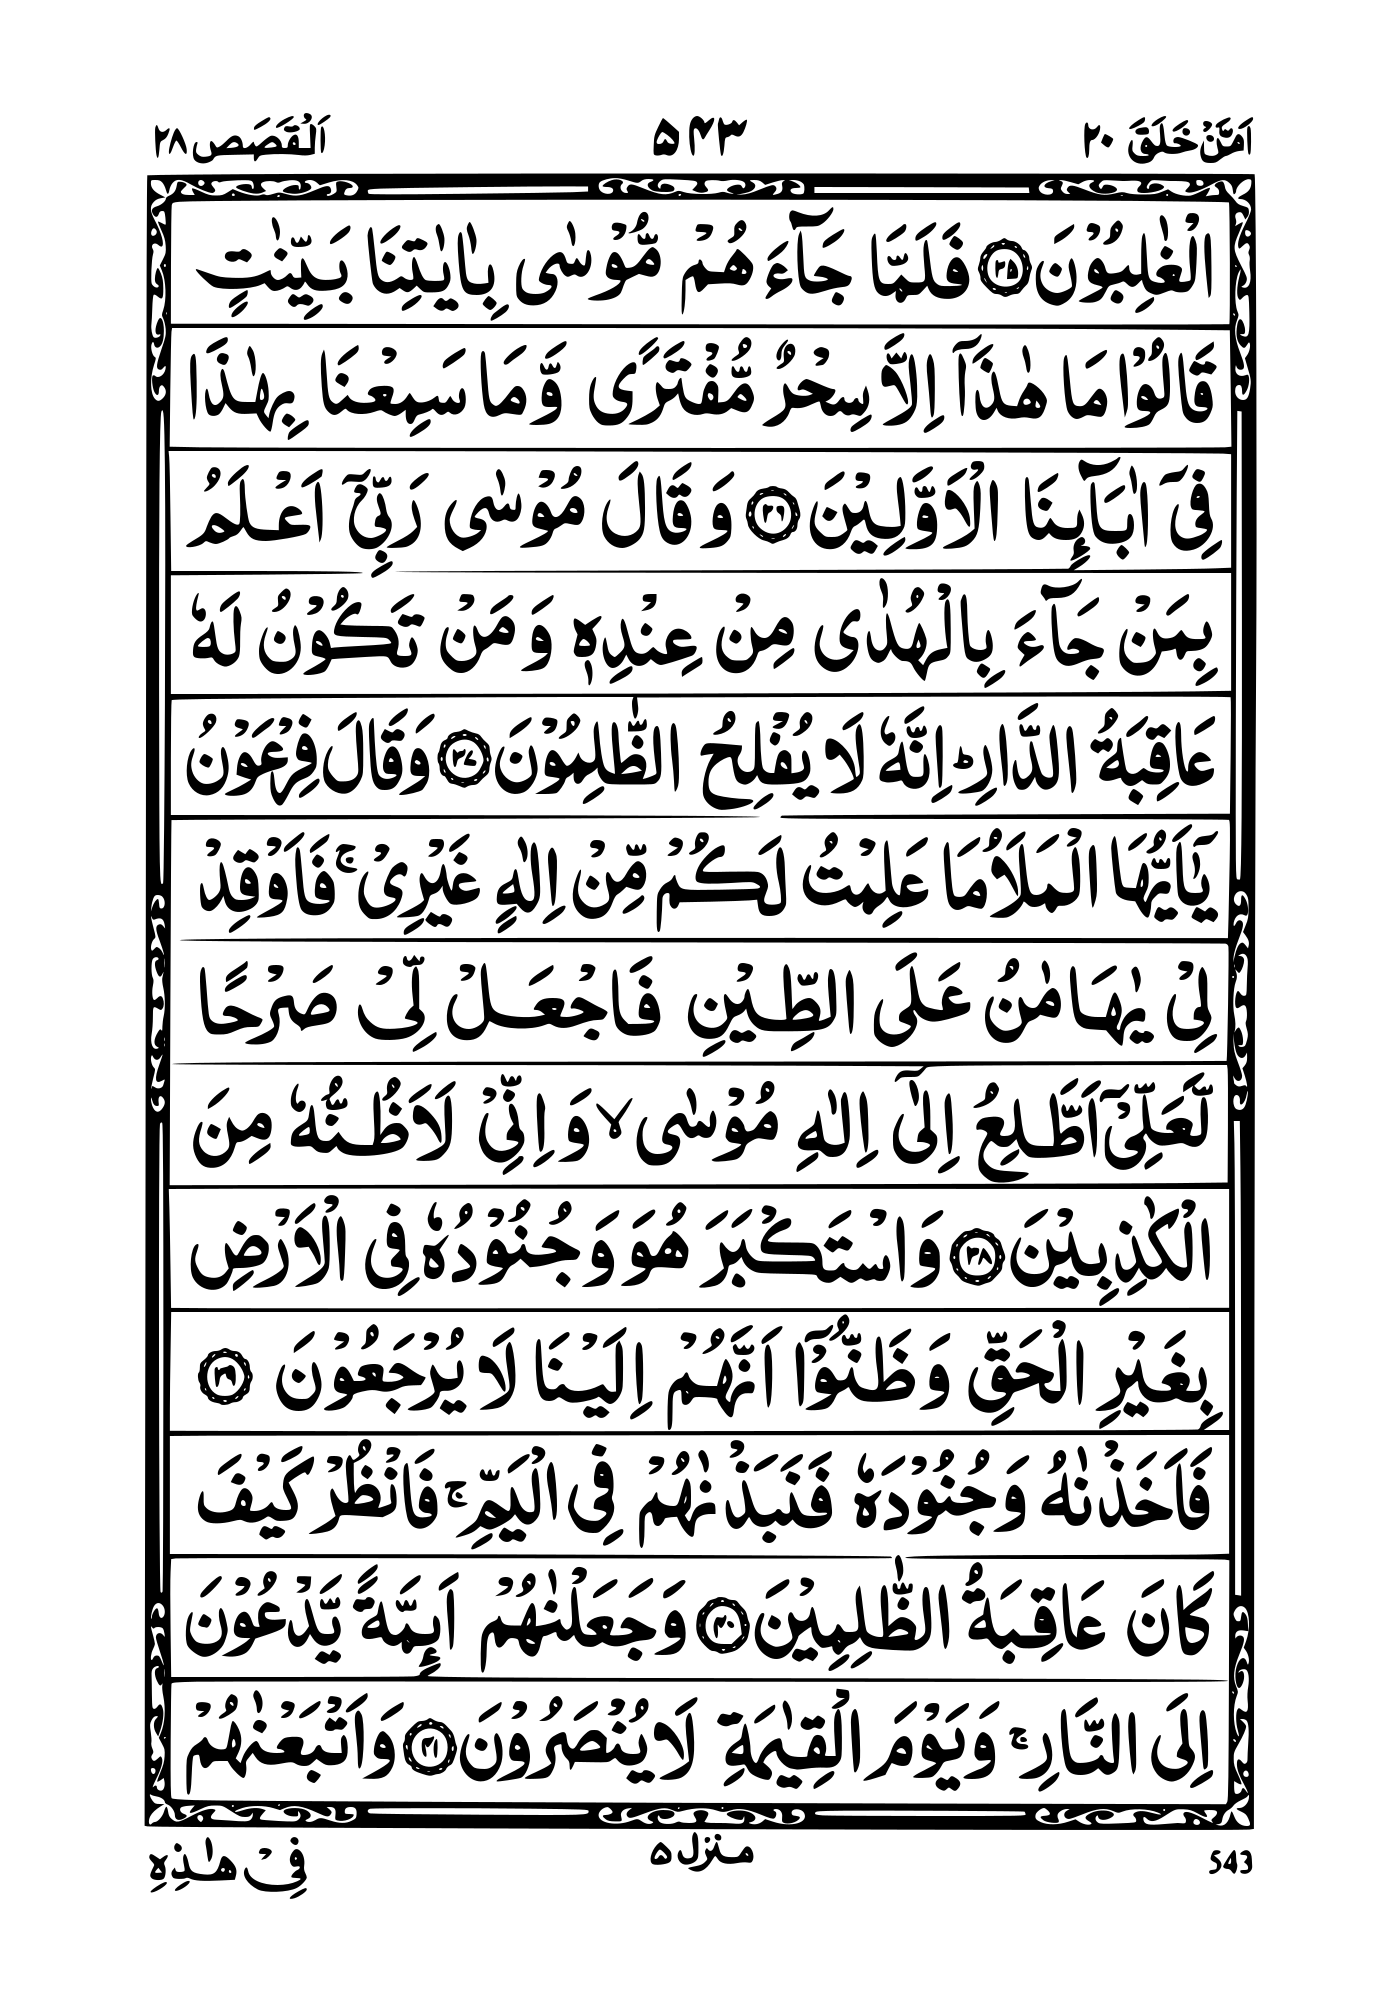 اَمَّنۡ خَلَقَ ۲۰
۵۴۳
اَلۡقَصَص ۲۸
الۡغٰلِبُوۡنَ ﴿۳۵﴾ فَلَمَّا جَآءَ هُمۡ مُّوۡسٰى بِاٰيٰتِنَا بَيِّنٰتٍ
قَالُوۡا مَا هٰذَاۤ اِلَّا سِحۡرٌ مُّفۡتَرًى وَّ مَا سَمِعۡنَا بِهٰذَا
فِىۡۤ اٰبَآٮِٕنَا الۡاَوَّلِيۡنَ ﴿۳۶﴾ وَ قَالَ مُوۡسٰى رَبِّىۡۤ اَعۡلَمُ
بِمَنۡ جَآءَ بِالۡهُدٰى مِنۡ عِنۡدِهٖ وَ مَنۡ تَكُوۡنُ لَهٗ
عَاقِبَةُ الدَّارِؕ اِنَّهٗ لَا يُفۡلِحُ الظّٰلِمُوۡنَ ﴿۳۷﴾ وَقَالَ فِرۡعَوۡنُ
يٰۤاَيُّهَا الۡمَلَاُ مَا عَلِمۡتُ لَـكُمۡ مِّنۡ اِلٰهٍ غَيۡرِىۡ ۚ فَاَوۡقِدۡ
لِىۡ يٰهَامٰنُ عَلَى الطِّيۡنِ فَاجۡعَلْ لِّىۡ صَرۡحًا
لَّعَلِّىۡۤ اَطَّلِعُ اِلٰٓى اِلٰهِ مُوۡسٰى ۙ وَ اِنِّىۡ لَاَظُنُّهٗ مِنَ
الۡكٰذِبِيۡنَ ﴿۳۸﴾ وَ اسۡتَكۡبَرَ هُوَ وَ جُنُوۡدُهٗ فِى الۡاَرۡضِ
بِغَيۡرِ الۡحَقِّ وَ ظَنُّوۡۤا اَنَّهُمۡ اِلَيۡنَا لَا يُرۡجَعُوۡنَ ﴿۳۹﴾
فَاَخَذۡنٰهُ وَ جُنُوۡدَهٗ فَنَبَذۡنٰهُمۡ فِى الۡيَمِّ ۚ فَانْظُرۡ كَيۡفَ
كَانَ عَاقِبَةُ الظّٰلِمِيۡنَ ﴿۴۰﴾ وَجَعَلۡنٰهُمۡ اَٮِٕمَّةً يَّدۡعُوۡنَ
اِلَى النَّارِۚ وَيَوۡمَ الۡقِيٰمَةِ لَا يُنۡصَرُوۡنَ ﴿۴۱﴾ وَاَتۡبَعۡنٰهُمۡ
543
منزل ۵
فِىۡ هٰذِهِ